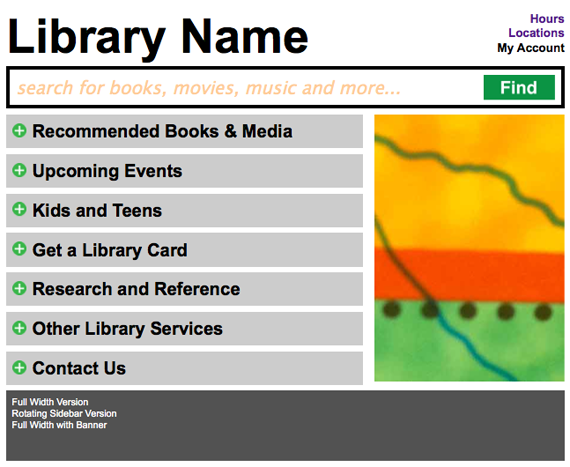 Library Name
Hours
Locations
My Account
search for books, movies, music and more...
Find
Recommended Books & Media
Upcoming Events
Kids and Teens
Get a Library Card
Research and Reference
Other Library Services
Contact Us
Full Width Version
Rotating Sidebar Version
Full Width with Banner